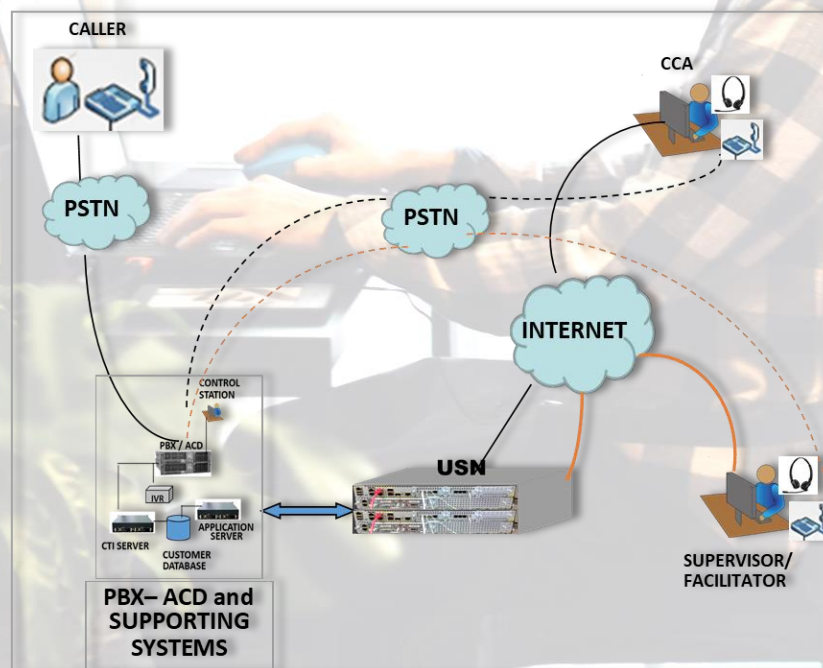 CALLER
CCA
PSTN
PSTN
INTERNET
CONTROL
STATION
PBX / ACD
USN
IVR
CTI SERVER
CUSTOMER
DATABASE
APPLICATION
SERVER
SUPERVISOR/
FACILITATOR
PBX– ACD and
SUPPORTING
SYSTEMS